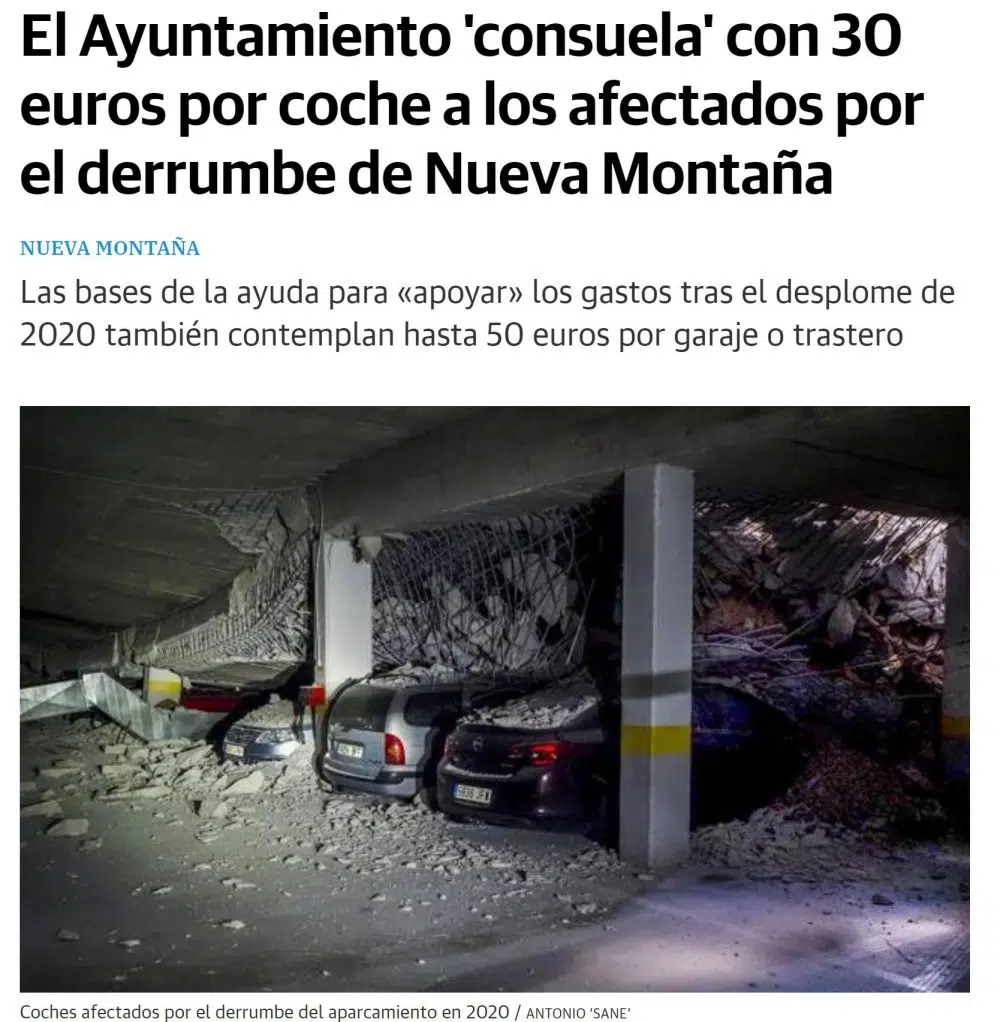 El Ayuntamiento 'consuela' con 30
euros por coche a los afectados por
el derrumbe de Nueva Montaña
NUEVA MONTAÑA
Las bases de la ayuda para «apoyar» los gastos tras el desplome de
2020 también contemplan hasta 50 euros por garaje o trastero
Coches afectados por el derrumbe del aparcamiento en 2020 / ANTONIO 'SANE'